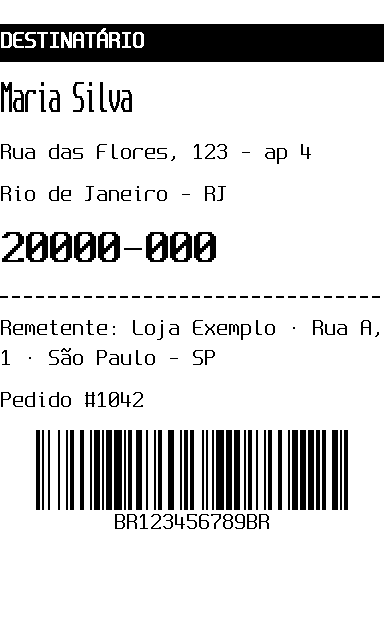 DESTINATÁRIO
Maria Silva
Rua das Flores, 123 - ap 4
Rio de Janeiro - RJ
20000-000
Remetente: Loja Exemplo · Rua A,
1 · São Paulo - SP
Pedido #1042
BR123456789BR